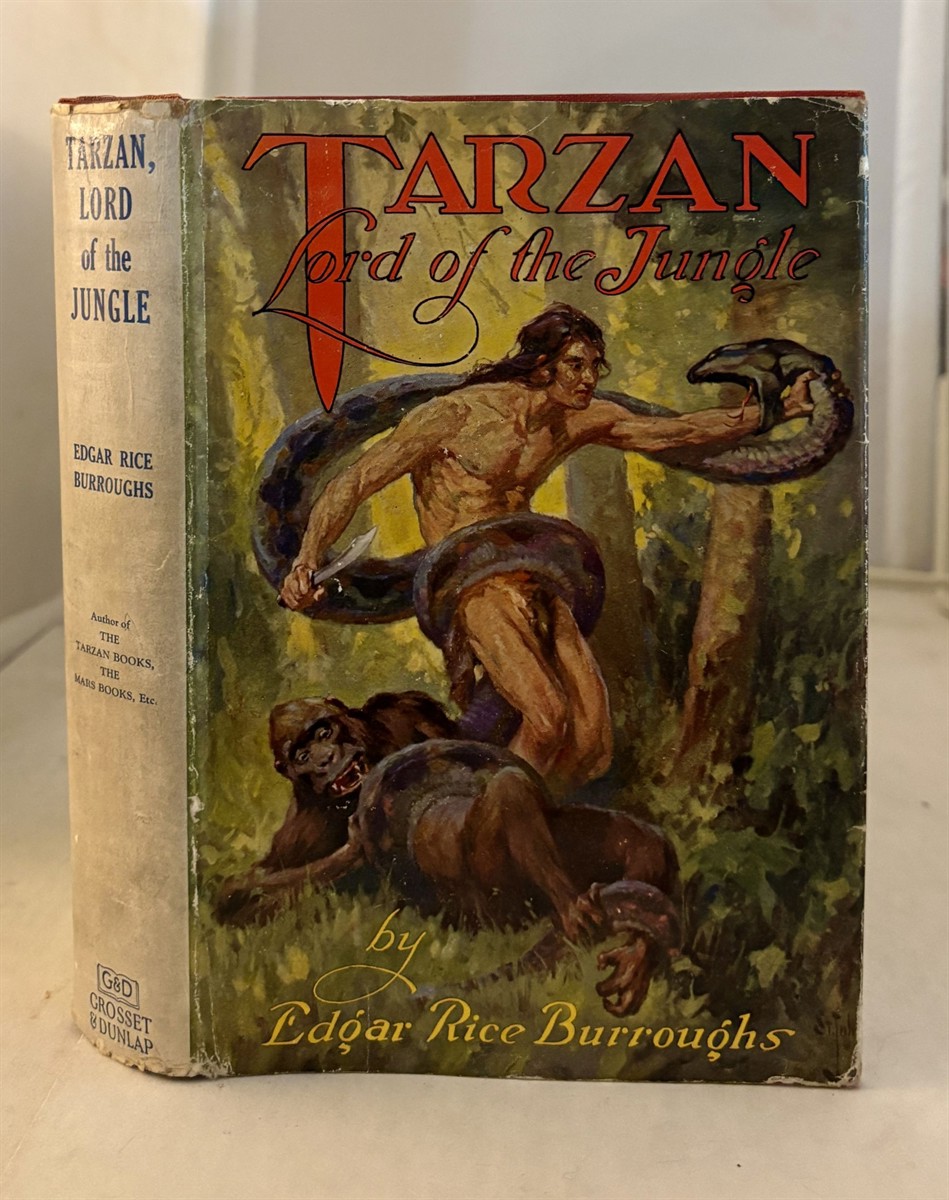 TARZAN,
LORD
of the
JUNGLE
EDGAR RICE
BURROUGHS
Author of
THE
TARZAN BOOKS,
THE
MARS BOOKS, Etc.
G&D
GROSSET
& DUNLAP
TARZAN
Lord of the Jungle
by
Edgar Rice Burroughs